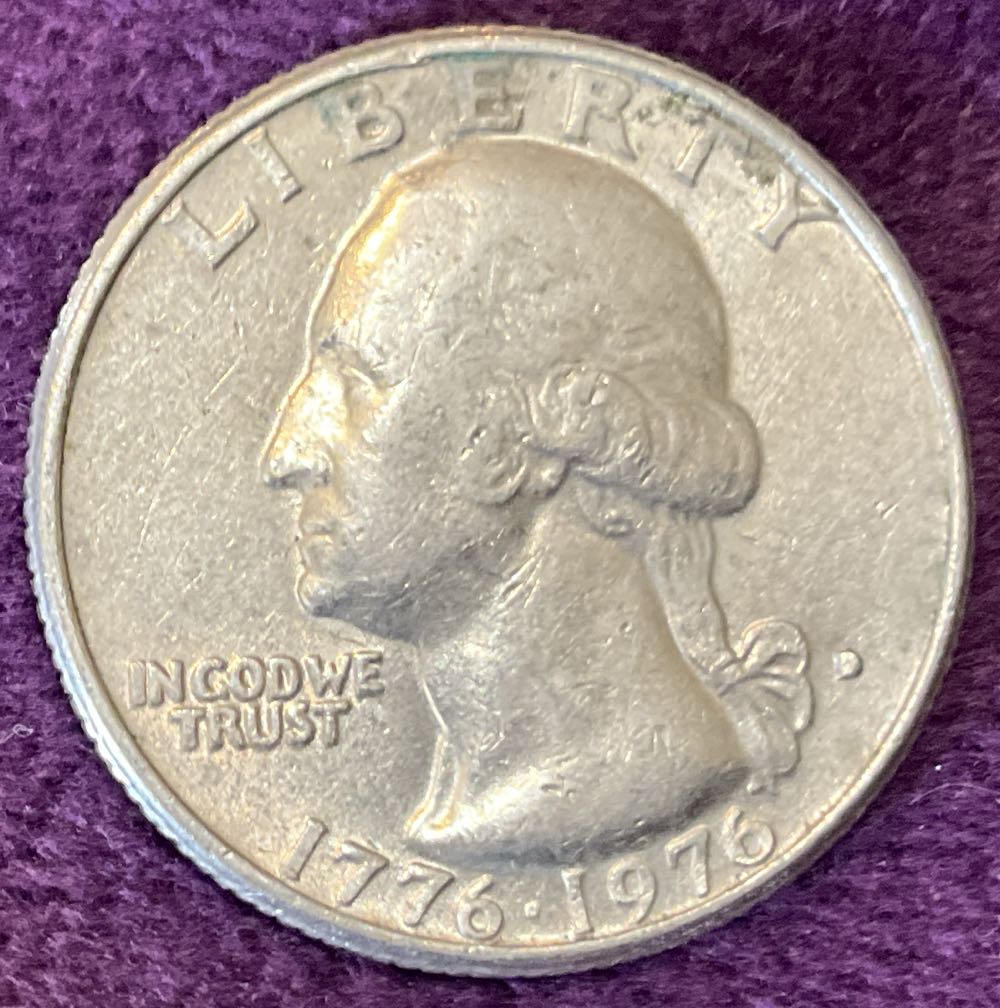 LIBERTY
IN GOD WE
TRUST
D
1776·1976